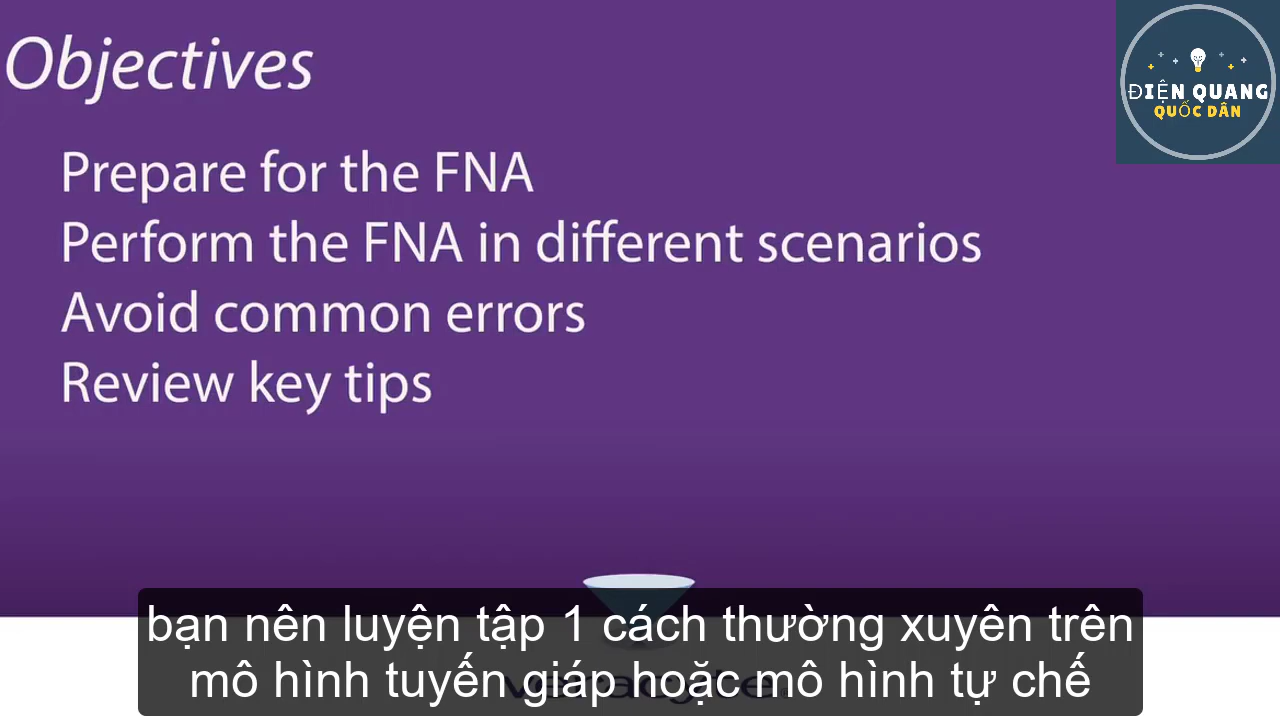 Objectives
ĐIỆN QUANG
QUỐC DÂN
Prepare for the FNA
Perform the FNA in different scenarios
Avoid common errors
Review key tips
bạn nên luyện tập 1 cách thường xuyên trên
mô hình tuyến giáp hoặc mô hình tự chế